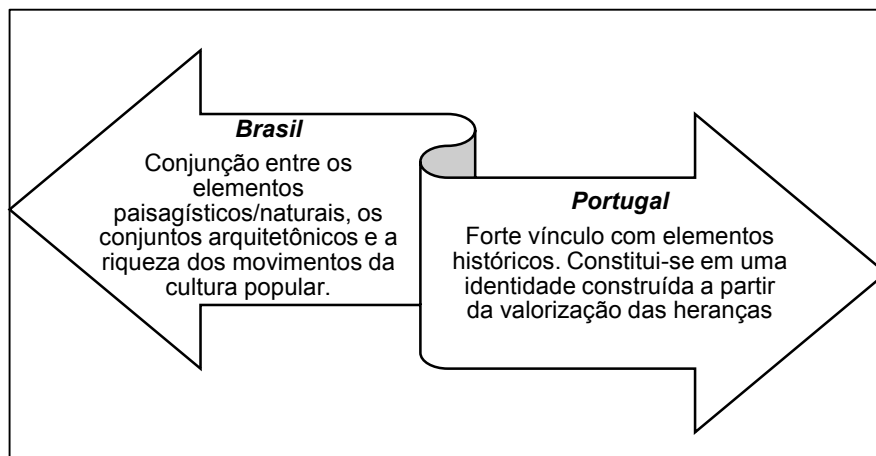 Brasil
Conjunção entre os
elementos
paisagísticos/naturais, os
conjuntos arquitetônicos e a
riqueza dos movimentos da
cultura popular.
Portugal
Forte vínculo com elementos
históricos. Constitui-se em uma
identidade construída a partir
da valorização das heranças